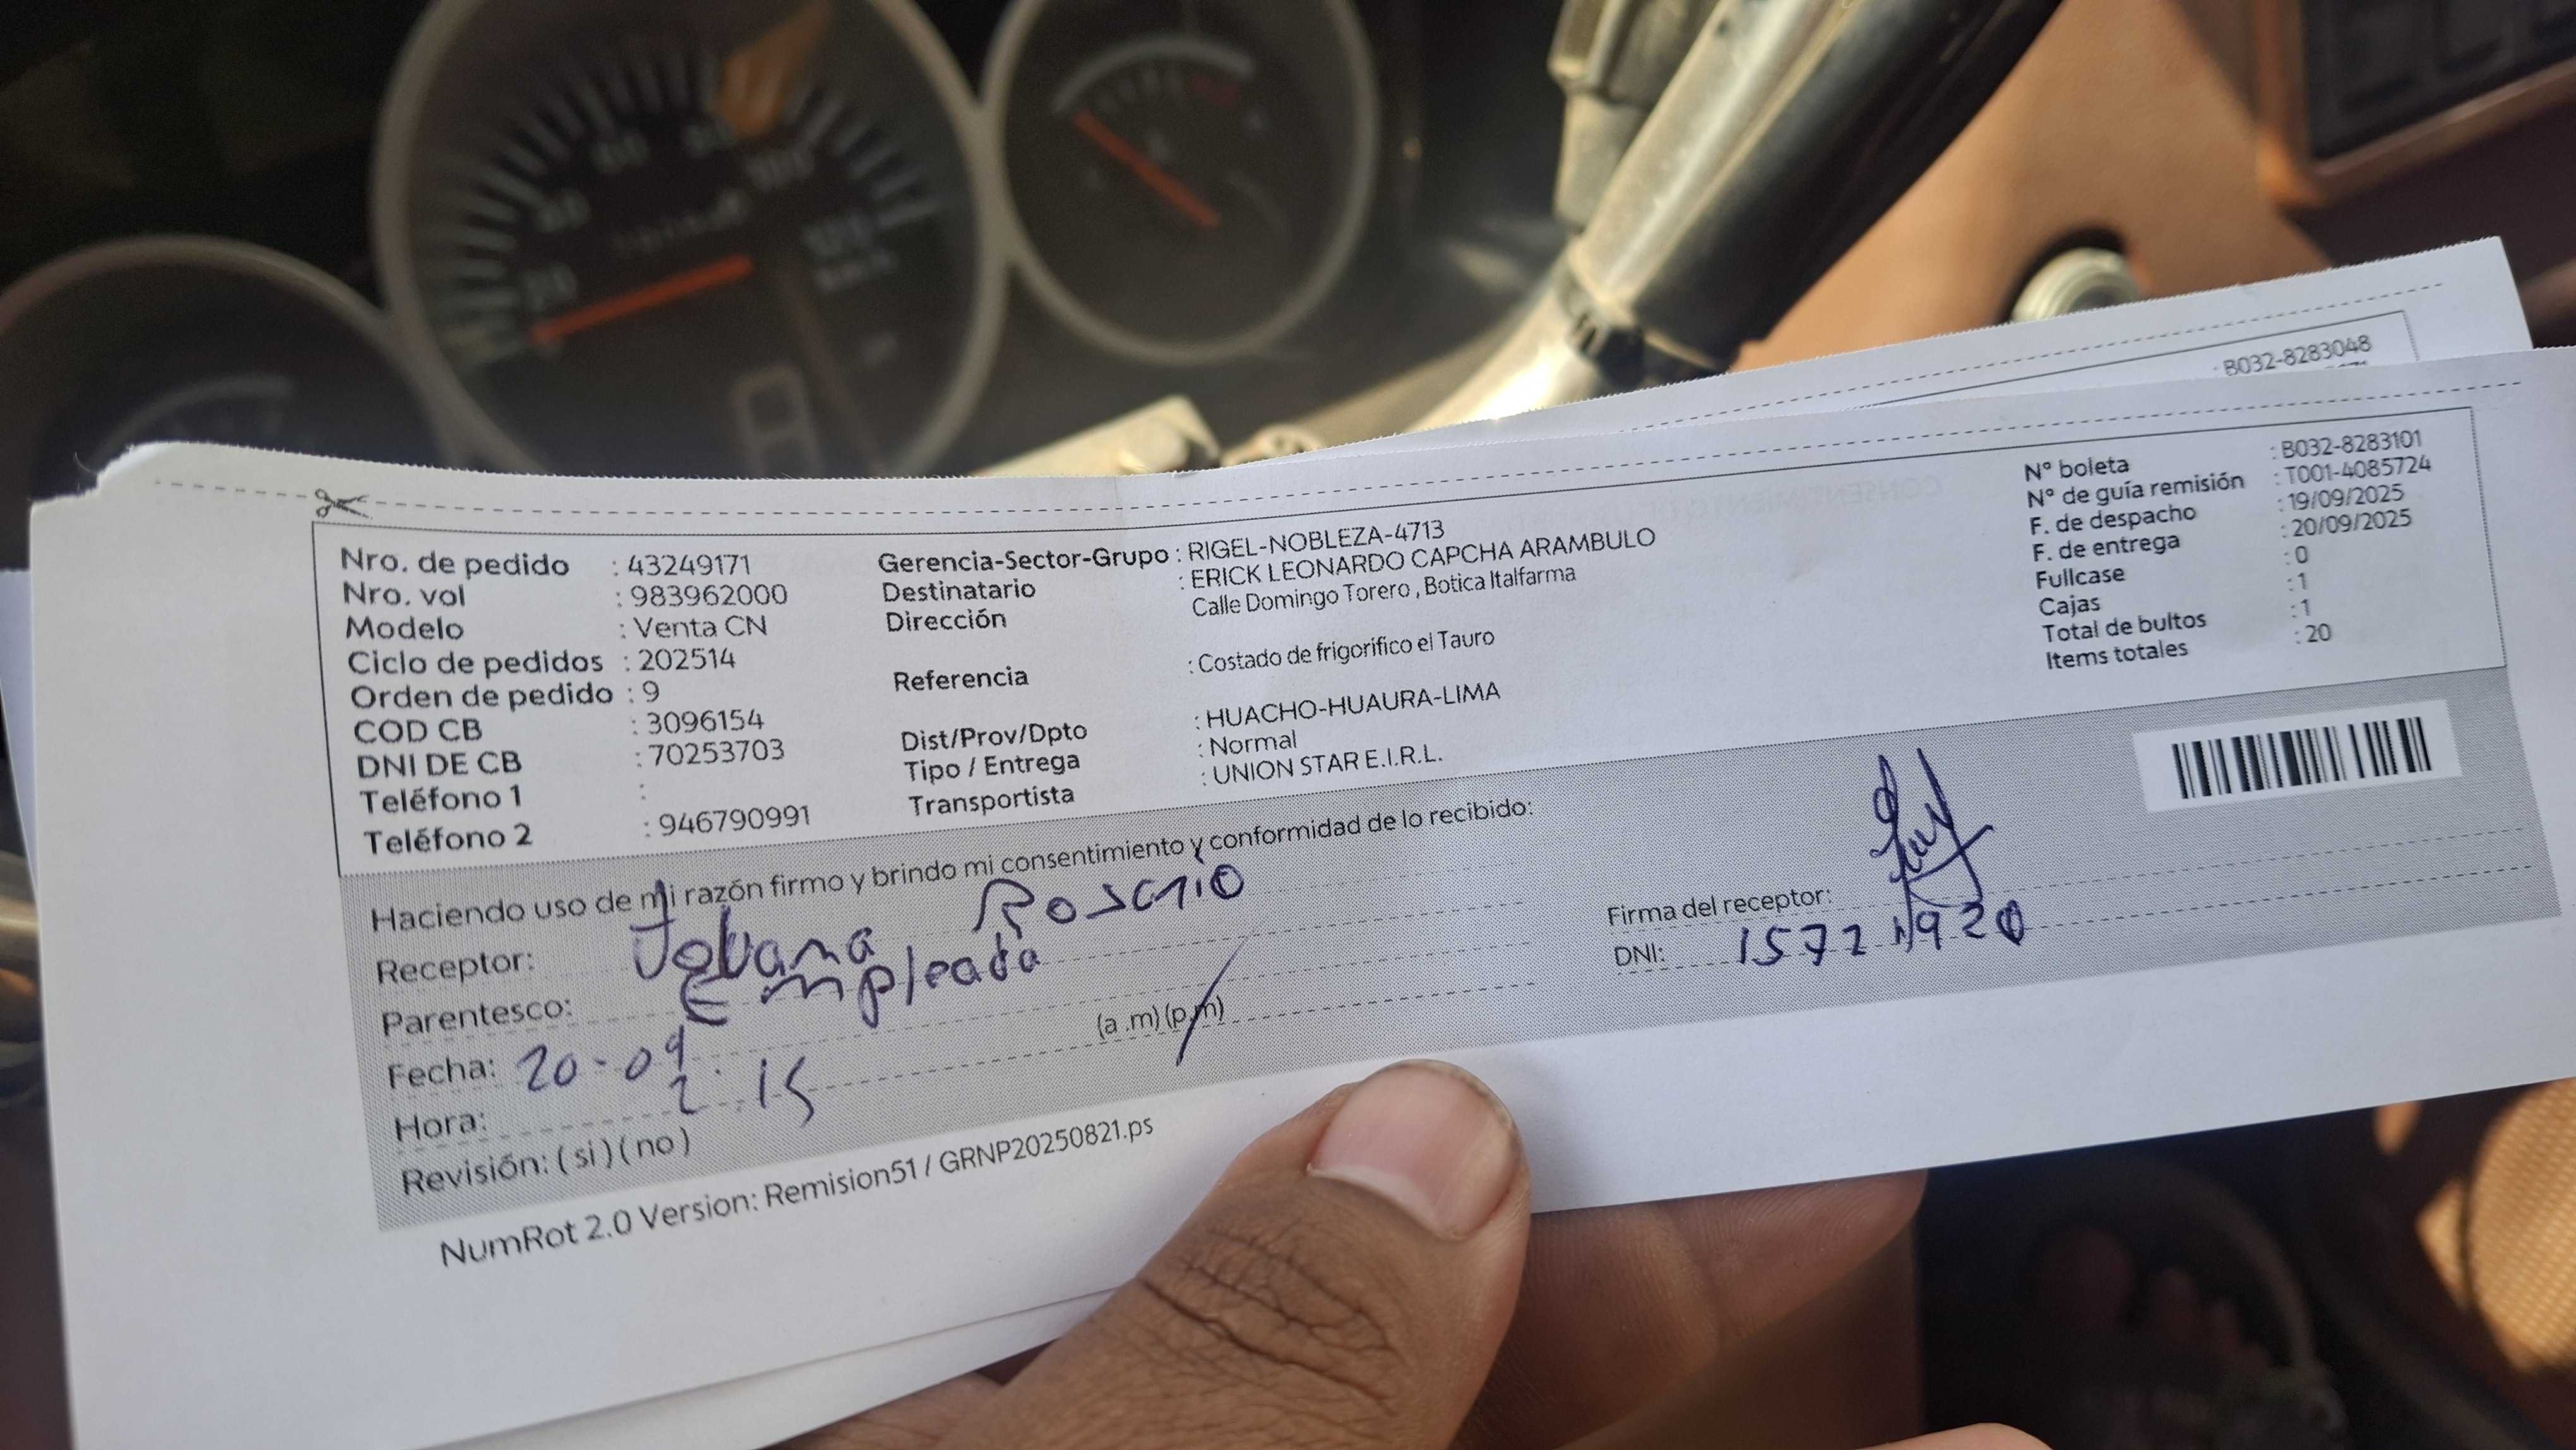 B032-8283048
Nro. de pedido : 43249171
Nro. vol : 983962000
Modelo : Venta CN
Ciclo de pedidos : 202514
Orden de pedido : 9
COD CB : 3096154
DNI DE CB : 70253703
Teléfono 1 :
Teléfono 2 : 946790991
Gerencia-Sector-Grupo : RIGEL-NOBLEZA-4713
Destinatario : ERICK LEONARDO CAPCHA ARAMBULO
Dirección Calle Domingo Torero , Botica Italfarma
Referencia : Costado de frigorifico el Tauro
Dist/Prov/Dpto : HUACHO-HUAURA-LIMA
Tipo / Entrega : Normal
Transportista : UNION STAR E.I.R.L.
N° boleta : B032-8283101
N° de guía remisión : T001-4085724
F. de despacho : 19/09/2025
F. de entrega : 20/09/2025
Fullcase : 0
Cajas : 1
Total de bultos : 1
Items totales : 20
Haciendo uso de mi razón firmo y brindo mi consentimiento y conformidad de lo recibido:
Receptor: Rosario
Parentesco: Empleada
Fecha: 20-09
Hora: 2:15 (a .m) (p.m)
Revisión: ( si ) ( no )
Firma del receptor:
DNI:
NumRot 2.0 Version: Remision51 / GRNP20250821.ps
20
80
100
120
km/h